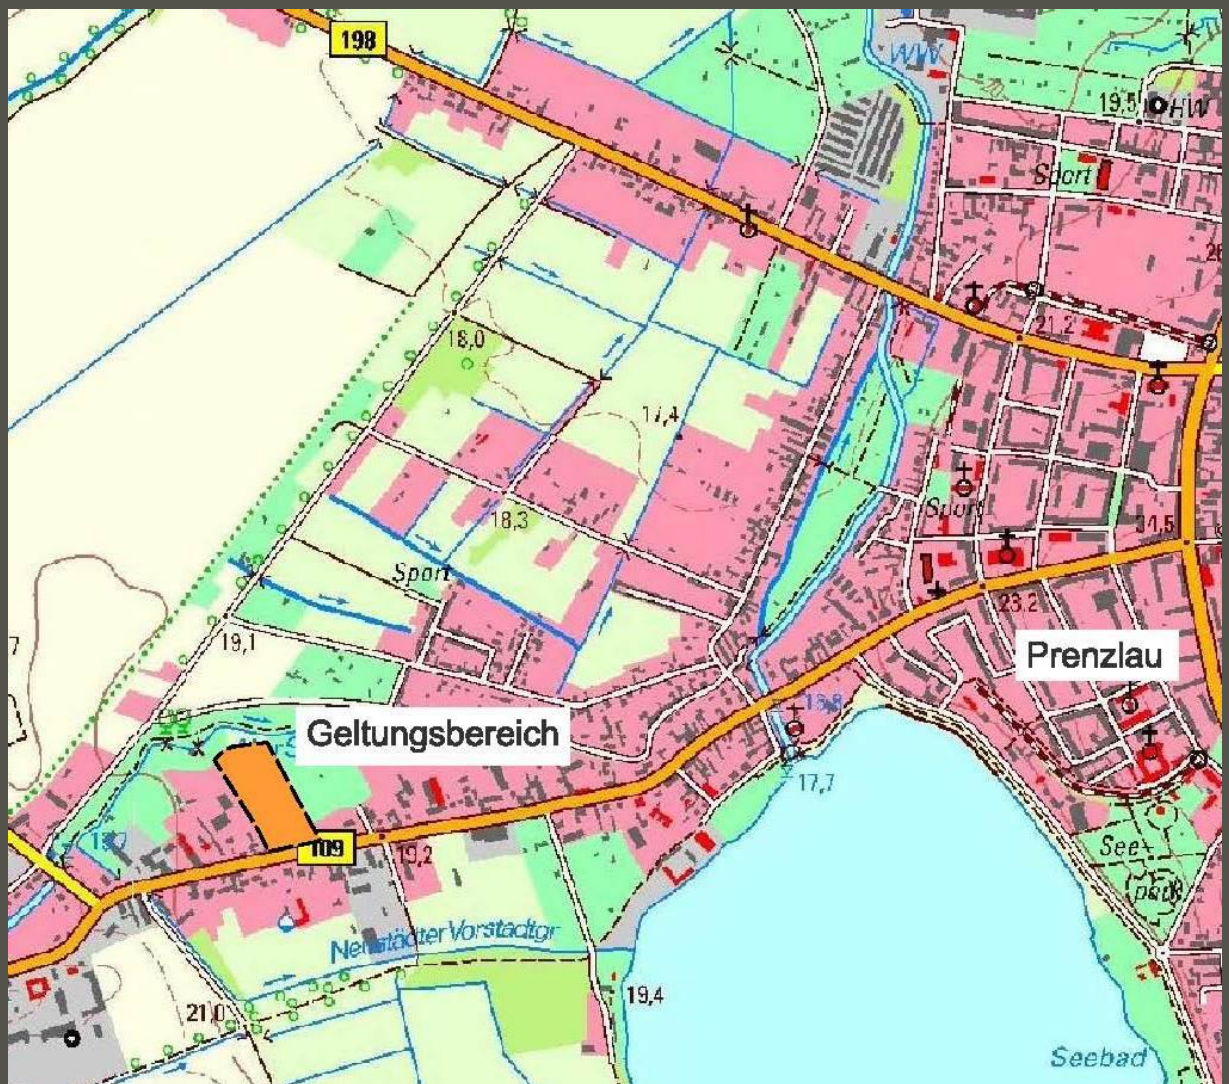 198
WW
19,5
HW
Sport
21,2
18,0
17,4
18,3
Sport
34,5
Sport
23,2
19,1
Prenzlau
Geltungsbereich
13,8
17,7
109
19,2
See-
park
Neustädter Vorstadtgr
19,4
21,0
Seebad